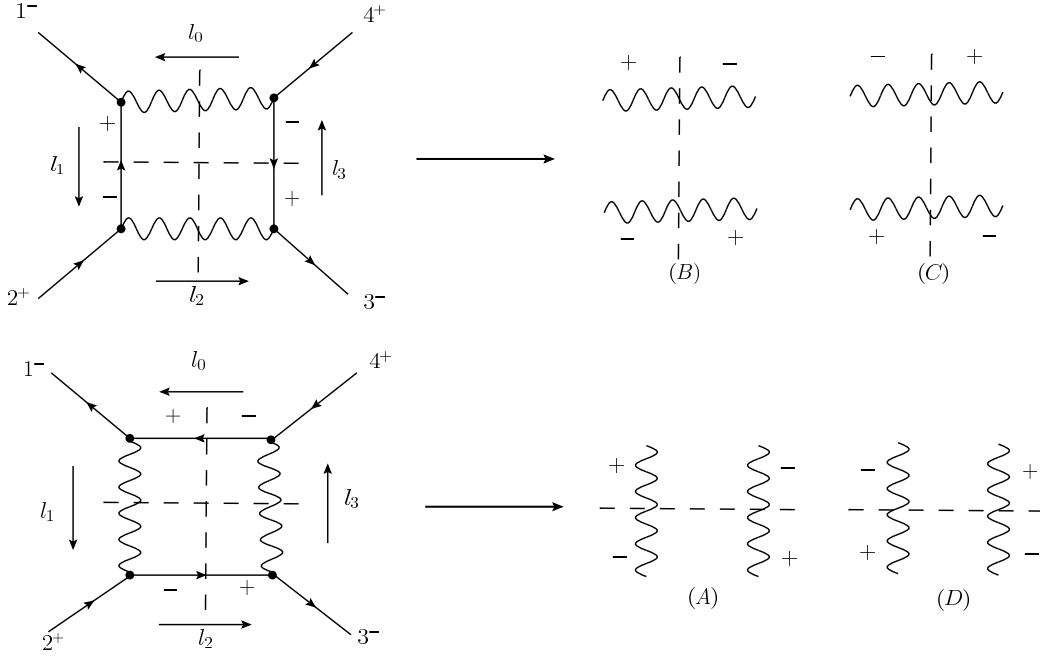 1⁻ l₀ 4⁺
+ − − +
+ −
l₁ l₃
− +
− + + −
2⁺ l₂ 3⁻ (B) (C)
1⁻ l₀ 4⁺
+ −
+ − − +
l₁ l₃
− + + −
− +
2⁺ l₂ 3⁻ (A) (D)